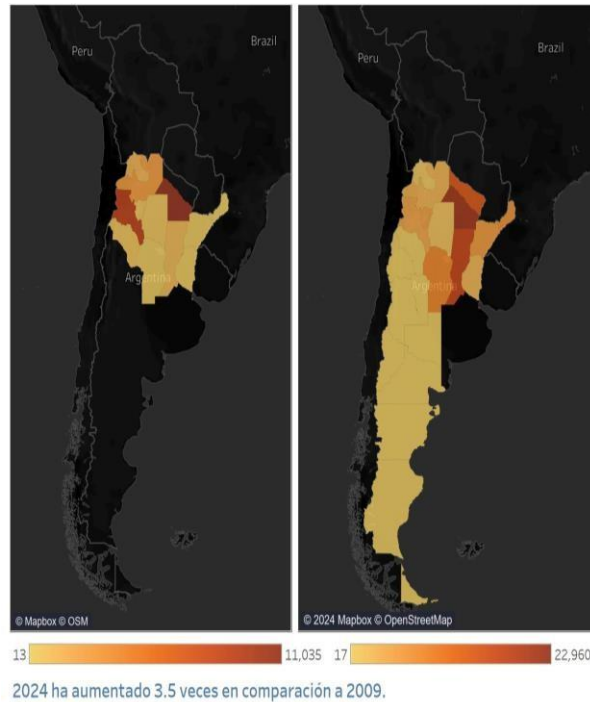 Peru
Brazil
Argentina
© Mapbox © OSM
Peru
Brazil
Argentina
© 2024 Mapbox © OpenStreetMap
13 11,035
17 22,960
2024 ha aumentado 3.5 veces en comparación a 2009.